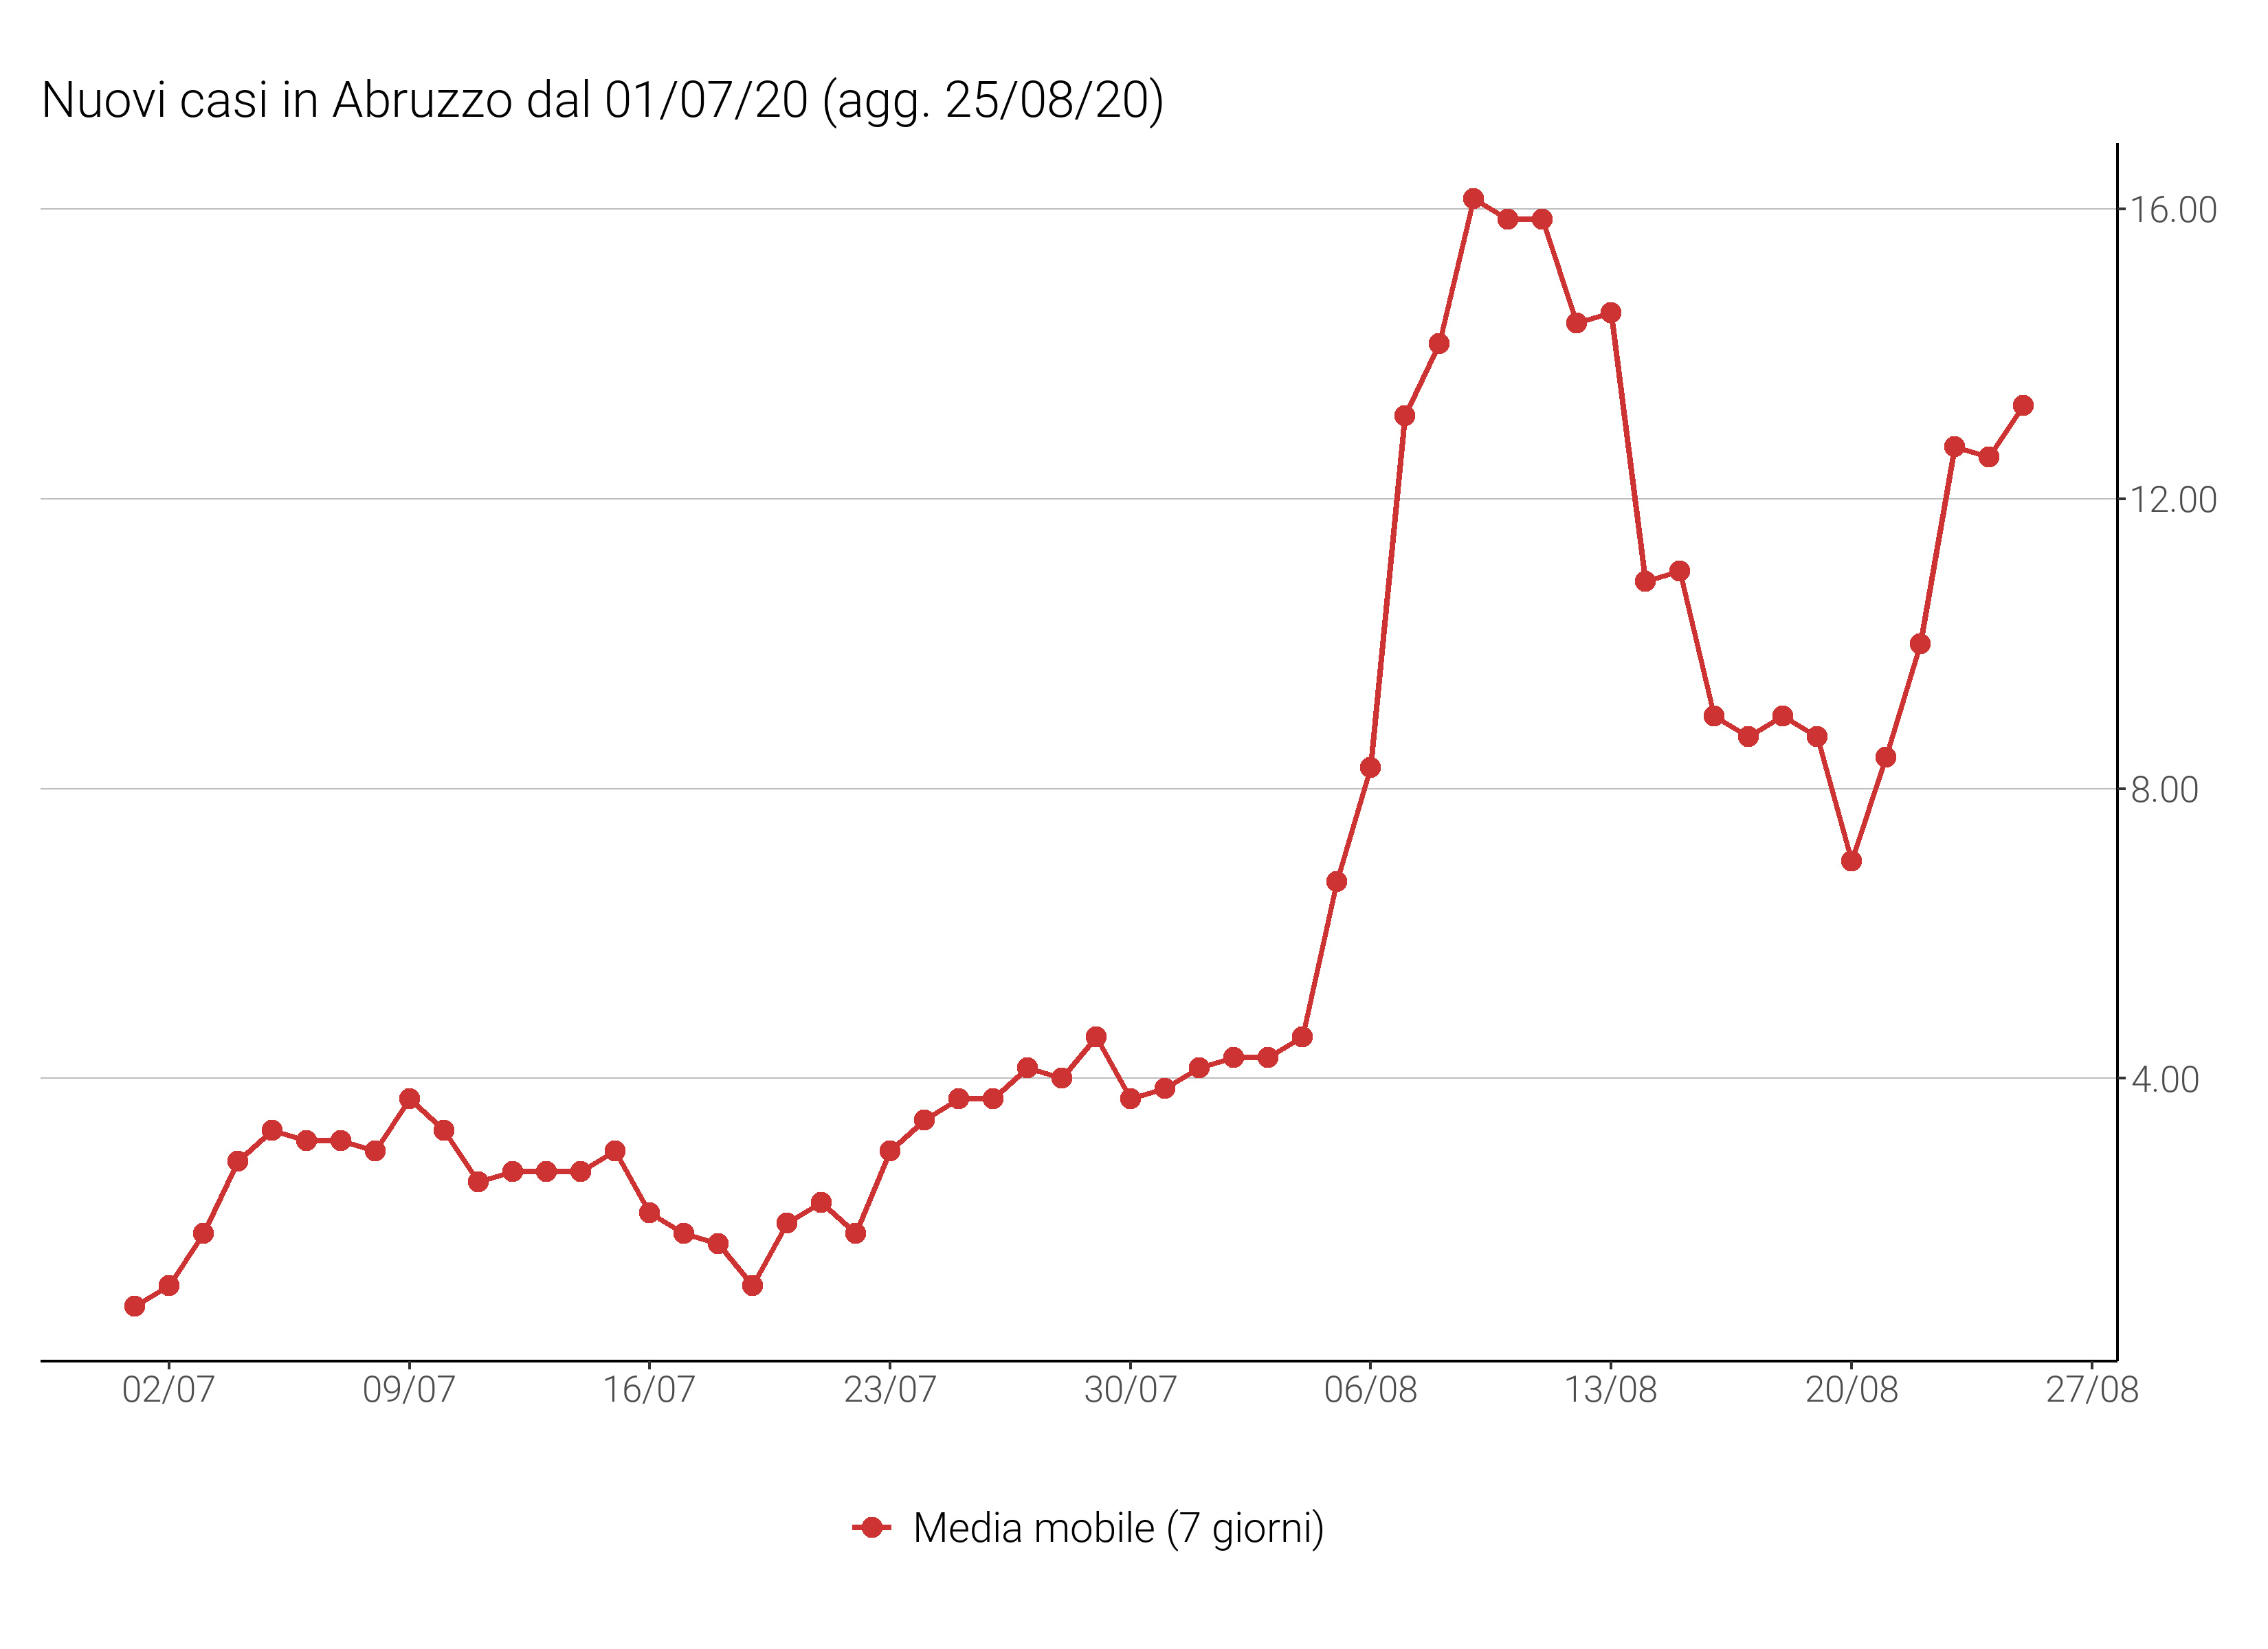 Nuovi casi in Abruzzo dal 01/07/20 (agg. 25/08/20)
16.00
12.00
8.00
4.00
02/07 09/07 16/07 23/07 30/07 06/08 13/08 20/08 27/08
Media mobile (7 giorni)